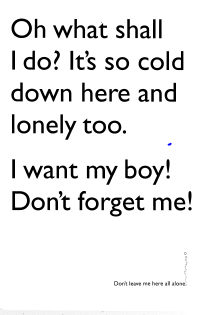 Oh what shall
I do? It's so cold
down here and
lonely too.
I want my boy!
Don't forget me!
Don't leave me here all alone.